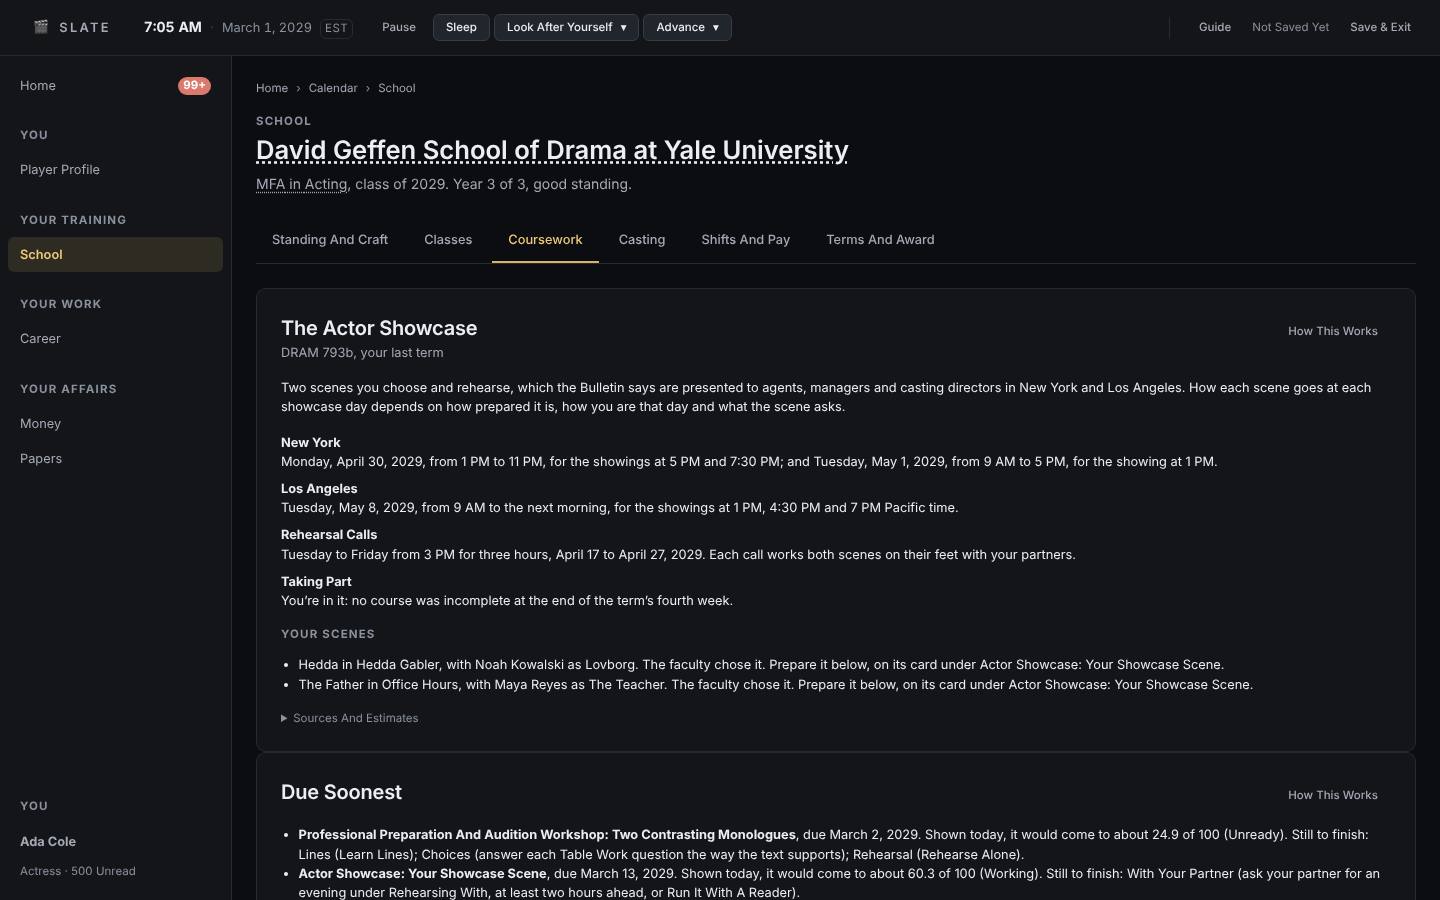 SLATE
7:05 AM · March 1, 2029 EST
Pause
Sleep
Look After Yourself ▾
Advance ▾
Guide
Not Saved Yet
Save & Exit
Home
99+
YOU
Player Profile
YOUR TRAINING
School
YOUR WORK
Career
YOUR AFFAIRS
Money
Papers
YOU
Ada Cole
Actress · 500 Unread
Home › Calendar › School
SCHOOL
David Geffen School of Drama at Yale University
MFA in Acting, class of 2029. Year 3 of 3, good standing.
Standing And Craft
Classes
Coursework
Casting
Shifts And Pay
Terms And Award
The Actor Showcase
How This Works
DRAM 793b, your last term
Two scenes you choose and rehearse, which the Bulletin says are presented to agents, managers and casting directors in New York and Los Angeles. How each scene goes at each
showcase day depends on how prepared it is, how you are that day and what the scene asks.
New York
Monday, April 30, 2029, from 1 PM to 11 PM, for the showings at 5 PM and 7:30 PM; and Tuesday, May 1, 2029, from 9 AM to 5 PM, for the showing at 1 PM.
Los Angeles
Tuesday, May 8, 2029, from 9 AM to the next morning, for the showings at 1 PM, 4:30 PM and 7 PM Pacific time.
Rehearsal Calls
Tuesday to Friday from 3 PM for three hours, April 17 to April 27, 2029. Each call works both scenes on their feet with your partners.
Taking Part
You're in it: no course was incomplete at the end of the term's fourth week.
YOUR SCENES
• Hedda in Hedda Gabler, with Noah Kowalski as Lovborg. The faculty chose it. Prepare it below, on its card under Actor Showcase: Your Showcase Scene.
• The Father in Office Hours, with Maya Reyes as The Teacher. The faculty chose it. Prepare it below, on its card under Actor Showcase: Your Showcase Scene.
▶ Sources And Estimates
Due Soonest
How This Works
• Professional Preparation And Audition Workshop: Two Contrasting Monologues, due March 2, 2029. Shown today, it would come to about 24.9 of 100 (Unready). Still to finish:
Lines (Learn Lines); Choices (answer each Table Work question the way the text supports); Rehearsal (Rehearse Alone).
• Actor Showcase: Your Showcase Scene, due March 13, 2029. Shown today, it would come to about 60.3 of 100 (Working). Still to finish: With Your Partner (ask your partner for an
evening under Rehearsing With, at least two hours ahead, or Run It With A Reader).